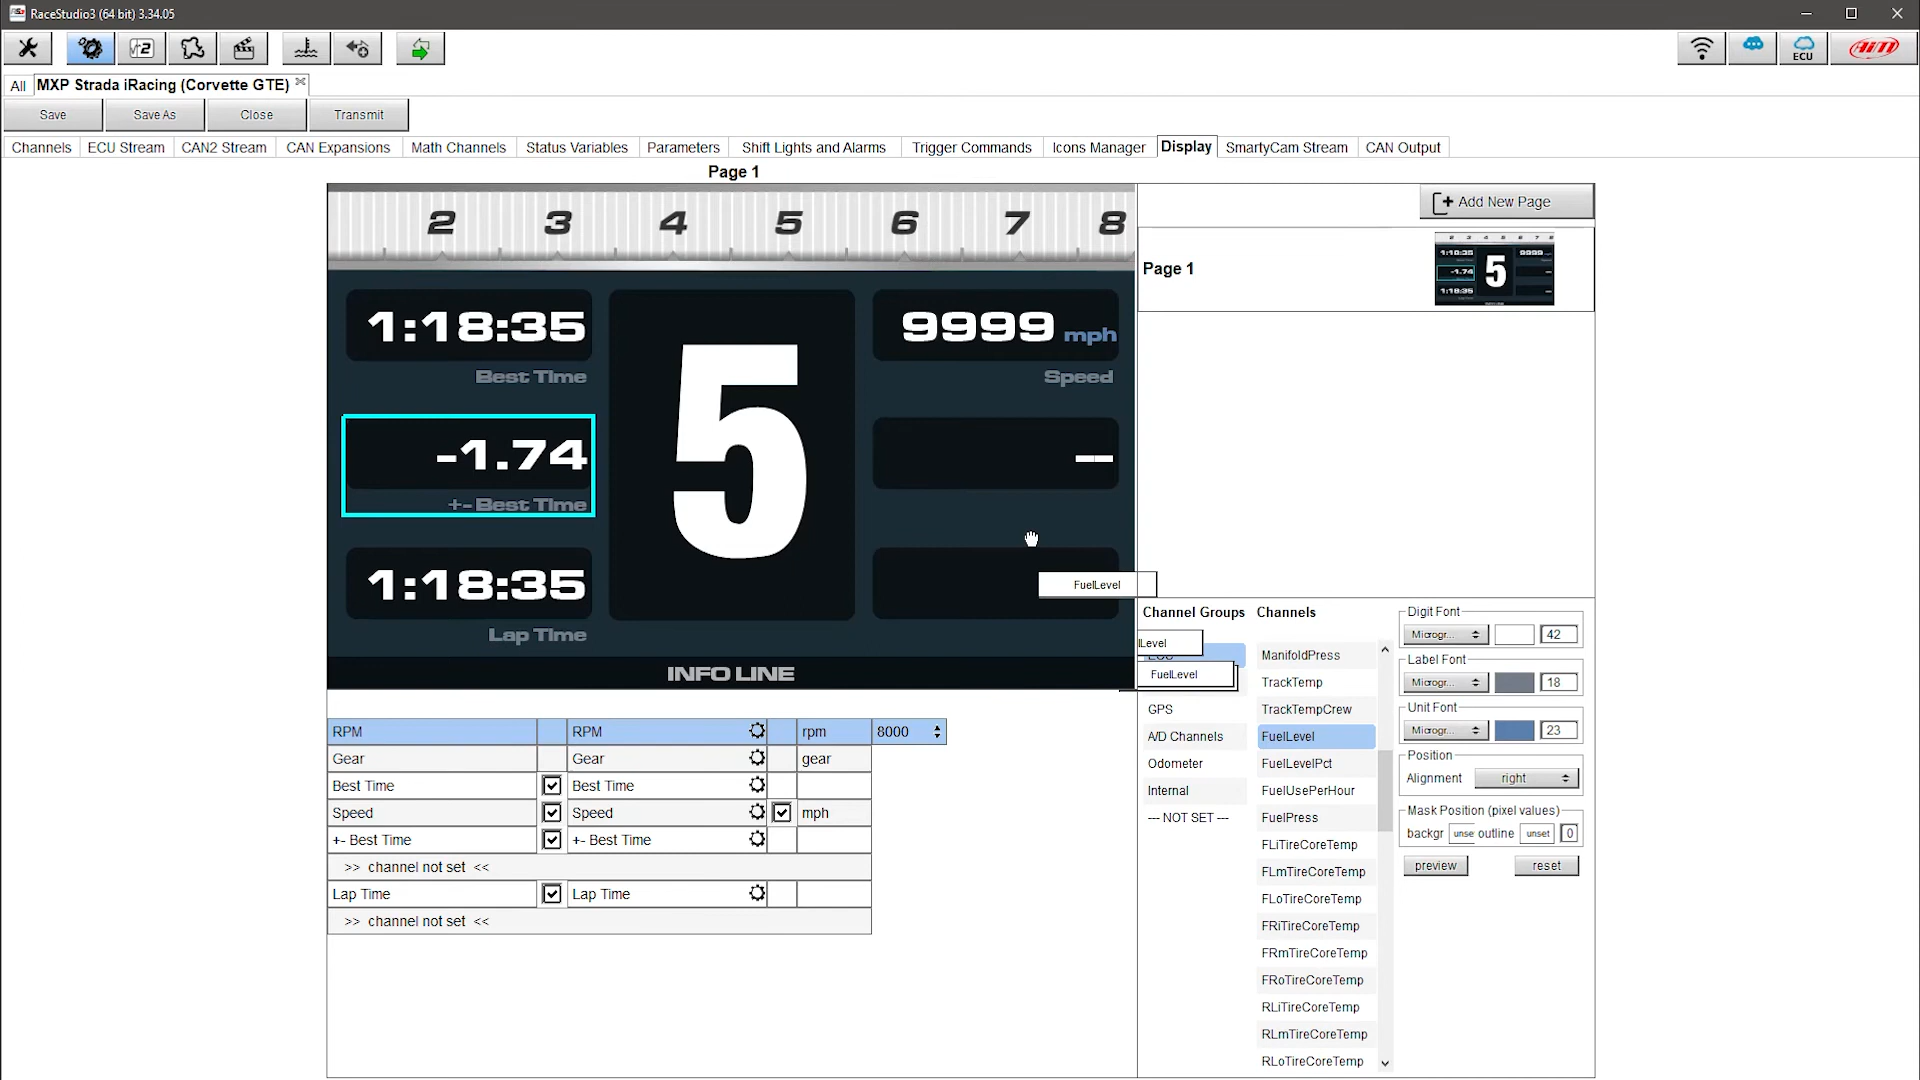 RaceStudio3 (64 bit) 3.34.05
ECU
AiM
All MXP Strada iRacing (Corvette GTE)
Save Save As Close Transmit
Channels ECU Stream CAN2 Stream CAN Expansions Math Channels Status Variables Parameters Shift Lights and Alarms Trigger Commands Icons Manager Display SmartyCam Stream CAN Output
Page 1
2 3 4 5 6 7 8
1:18:35
Best Time
-1.74
+- Best Time
1:18:35
Lap Time
5
9999 mph
Speed
--
FuelLevel
INFO LINE
Add New Page
Page 1
RPM RPM rpm 8000
Gear Gear gear
Best Time Best Time
Speed Speed mph
+- Best Time +- Best Time
>> channel not set <<
Lap Time Lap Time
>> channel not set <<
Channel Groups
lLevel
FuelLevel
GPS
A/D Channels
Odometer
Internal
--- NOT SET ---
Channels
ManifoldPress
TrackTemp
TrackTempCrew
FuelLevel
FuelLevelPct
FuelUsePerHour
FuelPress
FLiTireCoreTemp
FLmTireCoreTemp
FLoTireCoreTemp
FRiTireCoreTemp
FRmTireCoreTemp
FRoTireCoreTemp
RLiTireCoreTemp
RLmTireCoreTemp
RLoTireCoreTemp
Digit Font
Microgr... 42
Label Font
Microgr... 18
Unit Font
Microgr... 23
Position
Alignment right
Mask Position (pixel values)
backgr unse outline unset 0
preview reset